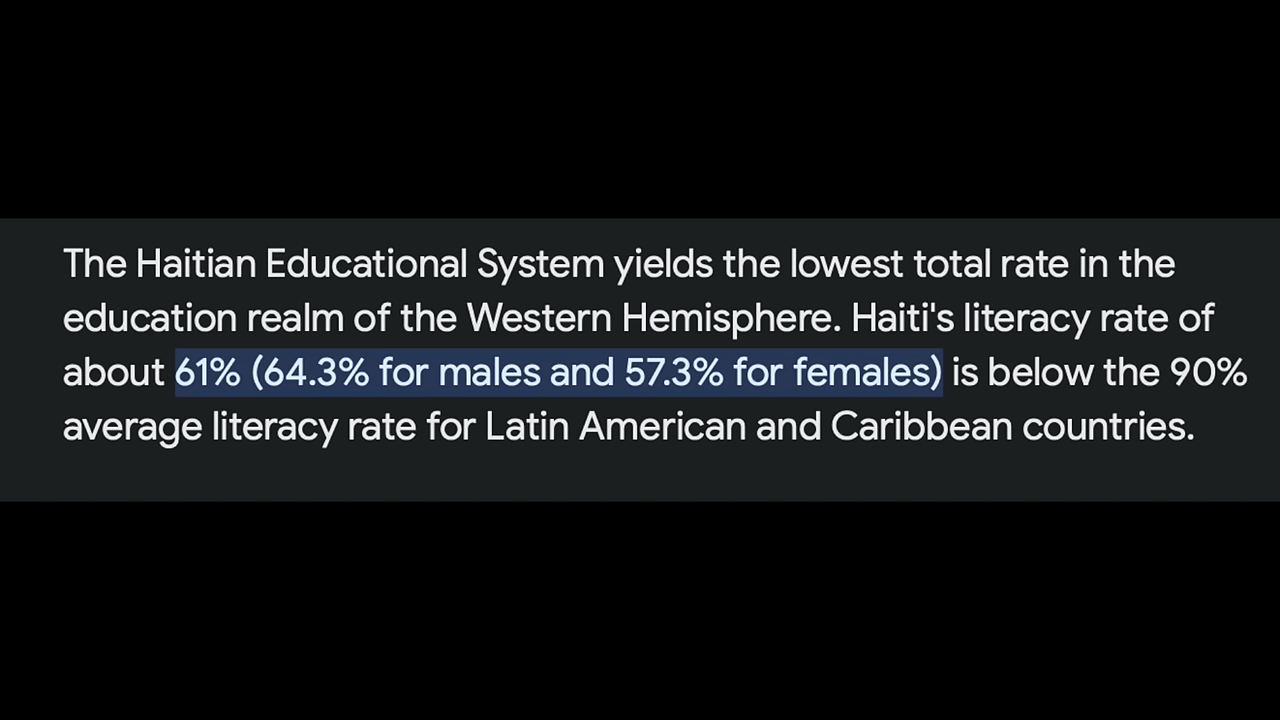 The Haitian Educational System yields the lowest total rate in the
education realm of the Western Hemisphere. Haiti's literacy rate of
about 61% (64.3% for males and 57.3% for females) is below the 90%
average literacy rate for Latin American and Caribbean countries.